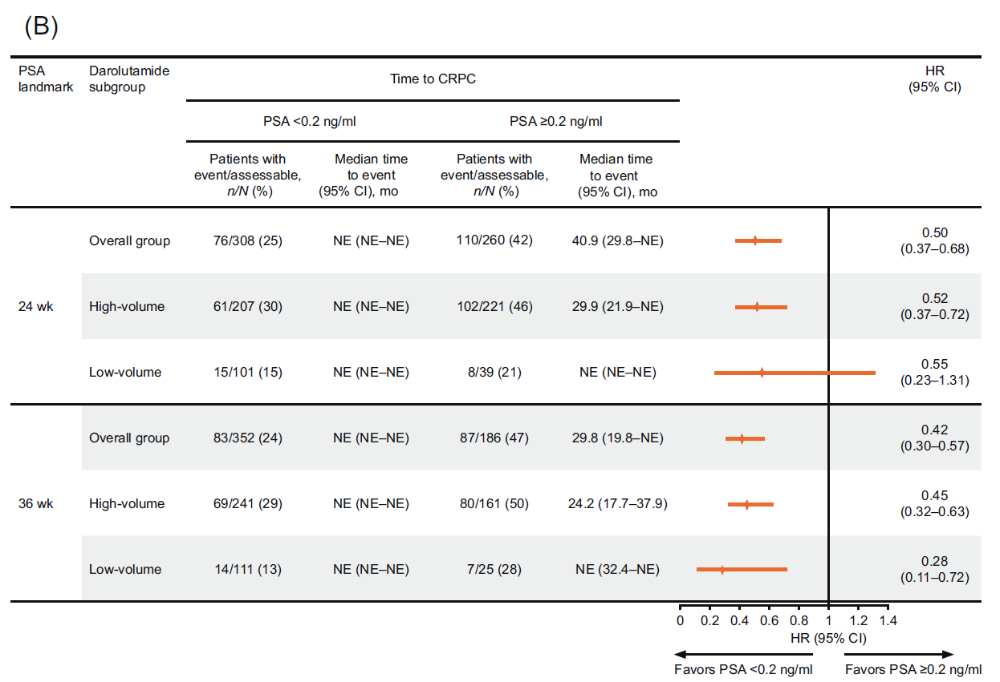 (B)
PSA landmark
Darolutamide subgroup
Time to CRPC
HR (95% CI)
PSA <0.2 ng/ml
PSA ≥0.2 ng/ml
Patients with event/assessable, n/N (%)
Median time to event (95% CI), mo
Patients with event/assessable, n/N (%)
Median time to event (95% CI), mo
Overall group 76/308 (25) NE (NE–NE) 110/260 (42) 40.9 (29.8–NE) 0.50 (0.37–0.68)
24 wk High-volume 61/207 (30) NE (NE–NE) 102/221 (46) 29.9 (21.9–NE) 0.52 (0.37–0.72)
Low-volume 15/101 (15) NE (NE–NE) 8/39 (21) NE (NE–NE) 0.55 (0.23–1.31)
Overall group 83/352 (24) NE (NE–NE) 87/186 (47) 29.8 (19.8–NE) 0.42 (0.30–0.57)
36 wk High-volume 69/241 (29) NE (NE–NE) 80/161 (50) 24.2 (17.7–37.9) 0.45 (0.32–0.63)
Low-volume 14/111 (13) NE (NE–NE) 7/25 (28) NE (32.4–NE) 0.28 (0.11–0.72)
0 0.2 0.4 0.6 0.8 1 1.2 1.4
HR (95% CI)
Favors PSA <0.2 ng/ml Favors PSA ≥0.2 ng/ml